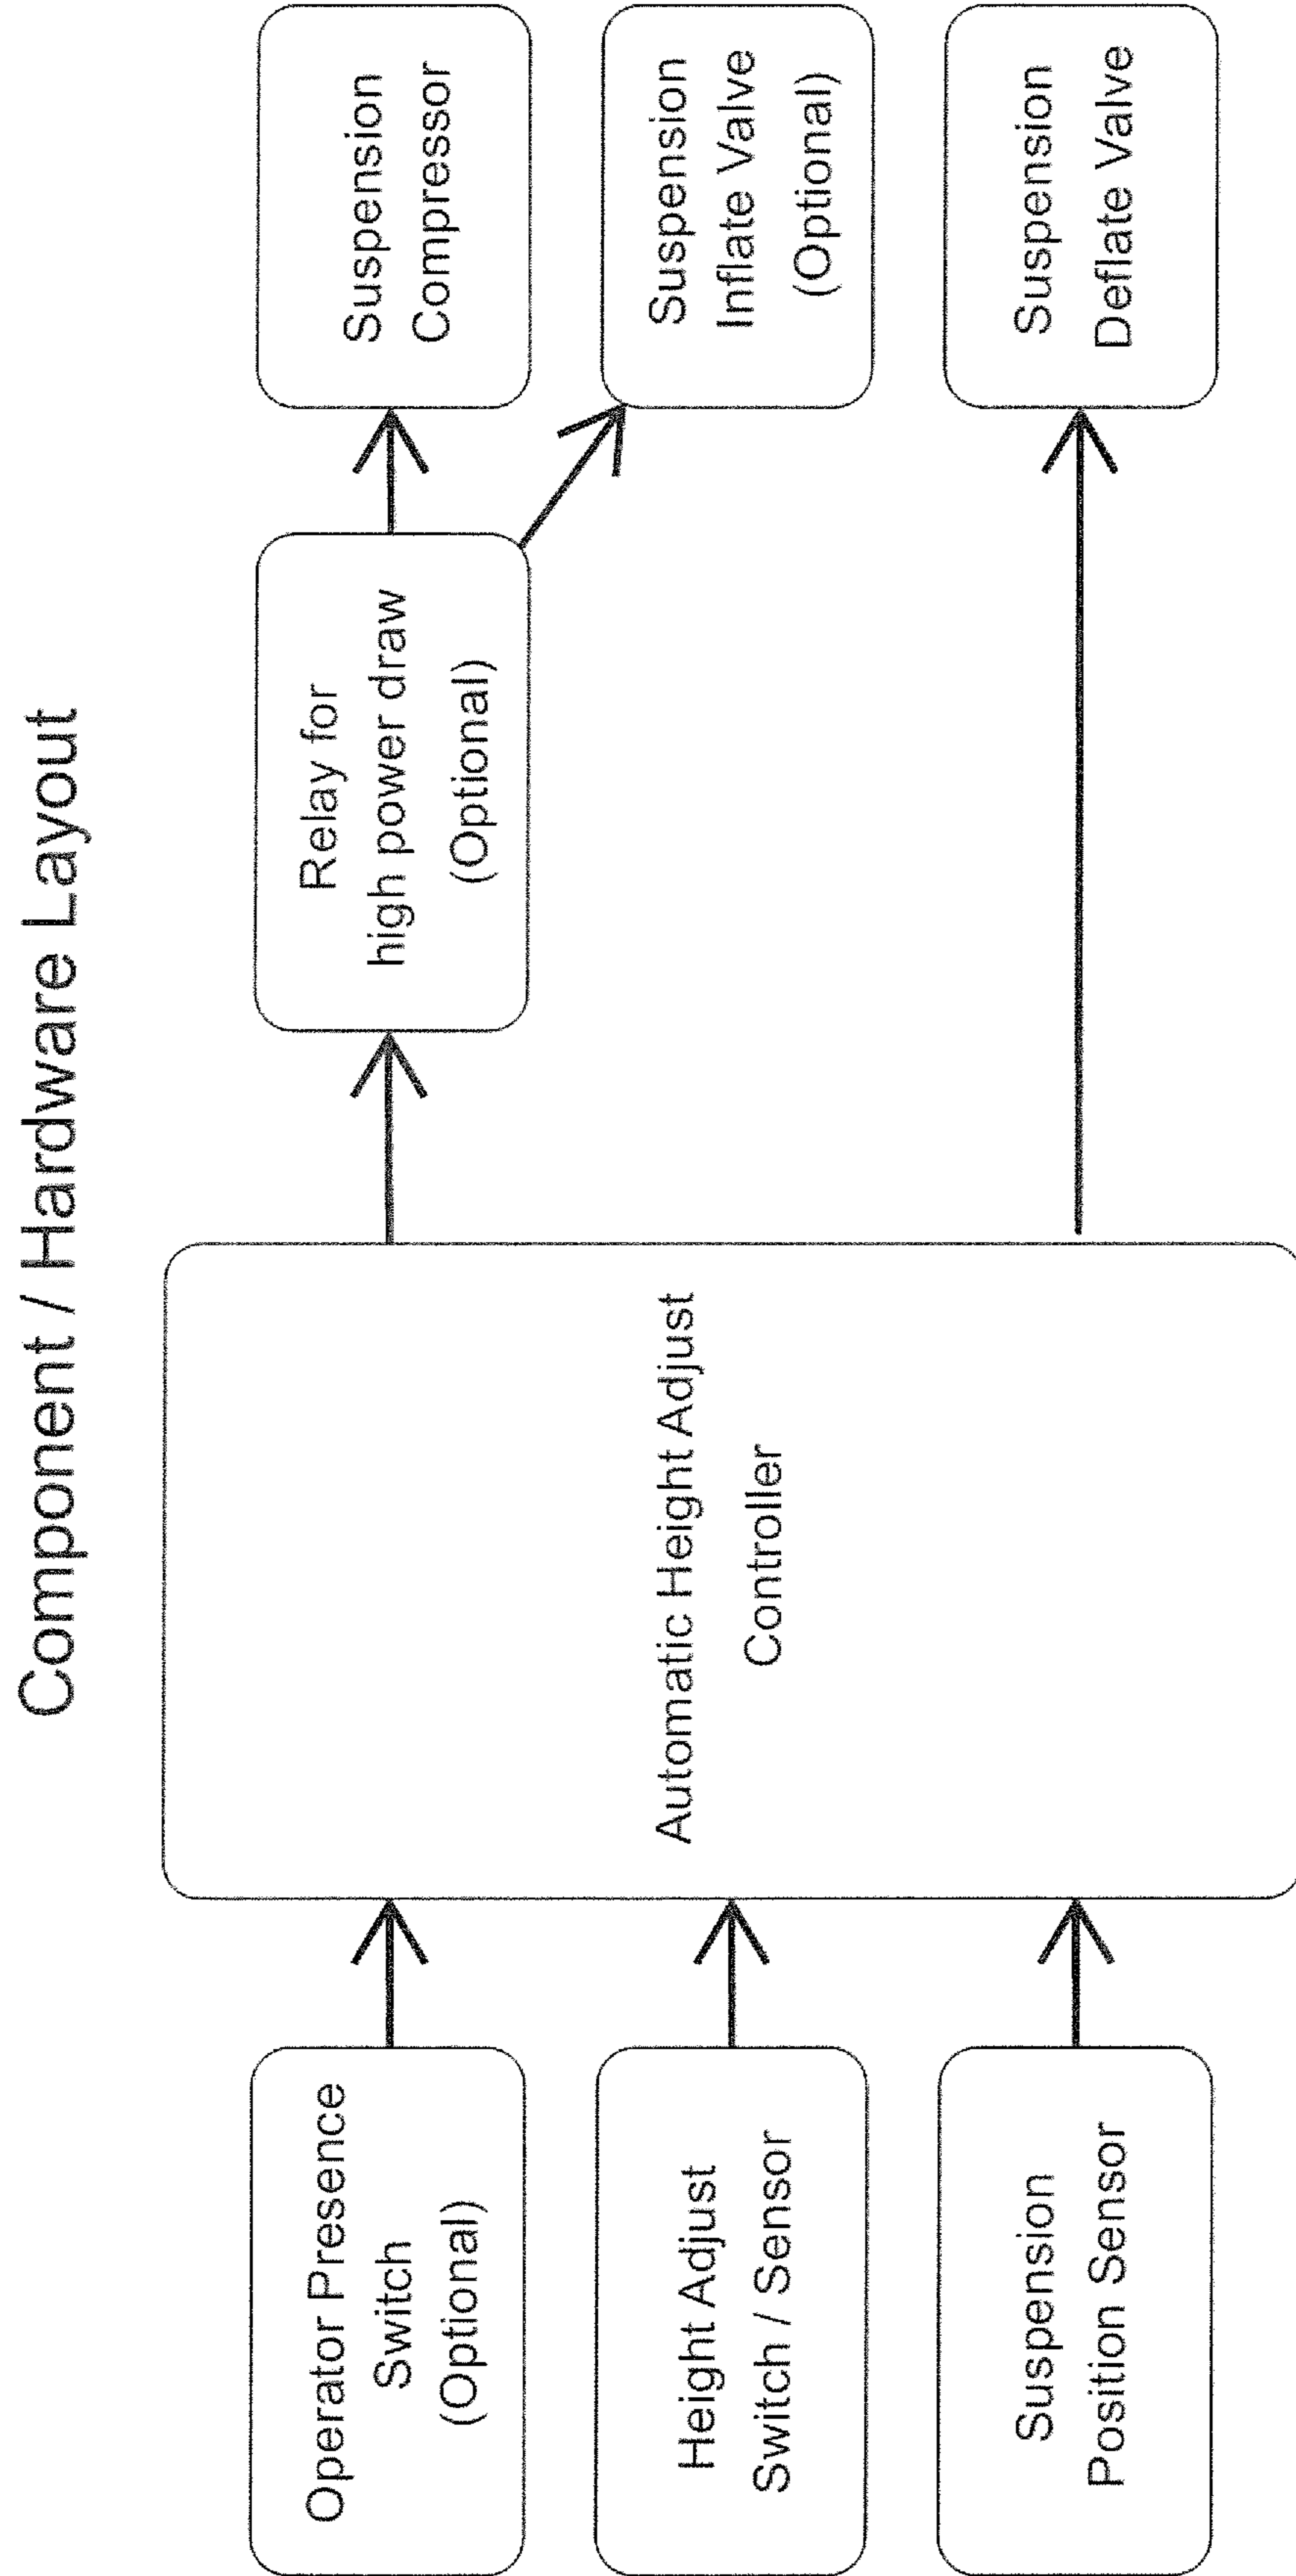 Component / Hardware Layout
Operator Presence
Switch
(Optional)
Height Adjust
Switch / Sensor
Suspension
Position Sensor
Automatic Height Adjust
Controller
Relay for
high power draw
(Optional)
Suspension
Compressor
Suspension
Inflate Valve
(Optional)
Suspension
Deflate Valve